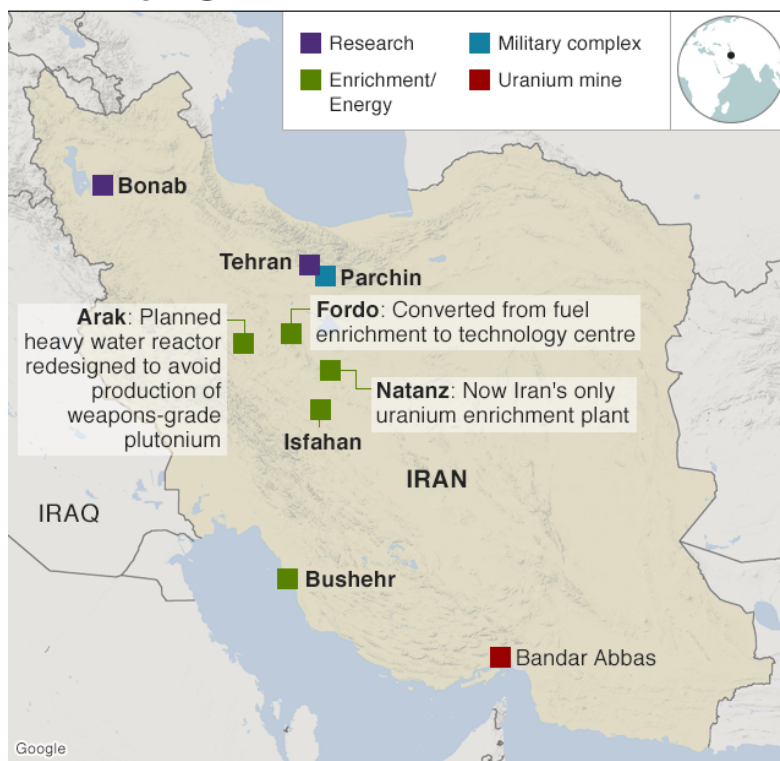 Research
Military complex
Enrichment/
Energy
Uranium mine
Bonab
Tehran
Parchin
Arak: Planned
heavy water reactor
redesigned to avoid
production of
weapons-grade
plutonium
Fordo: Converted from fuel
enrichment to technology centre
Natanz: Now Iran's only
uranium enrichment plant
Isfahan
IRAN
IRAQ
Bushehr
Bandar Abbas
Google